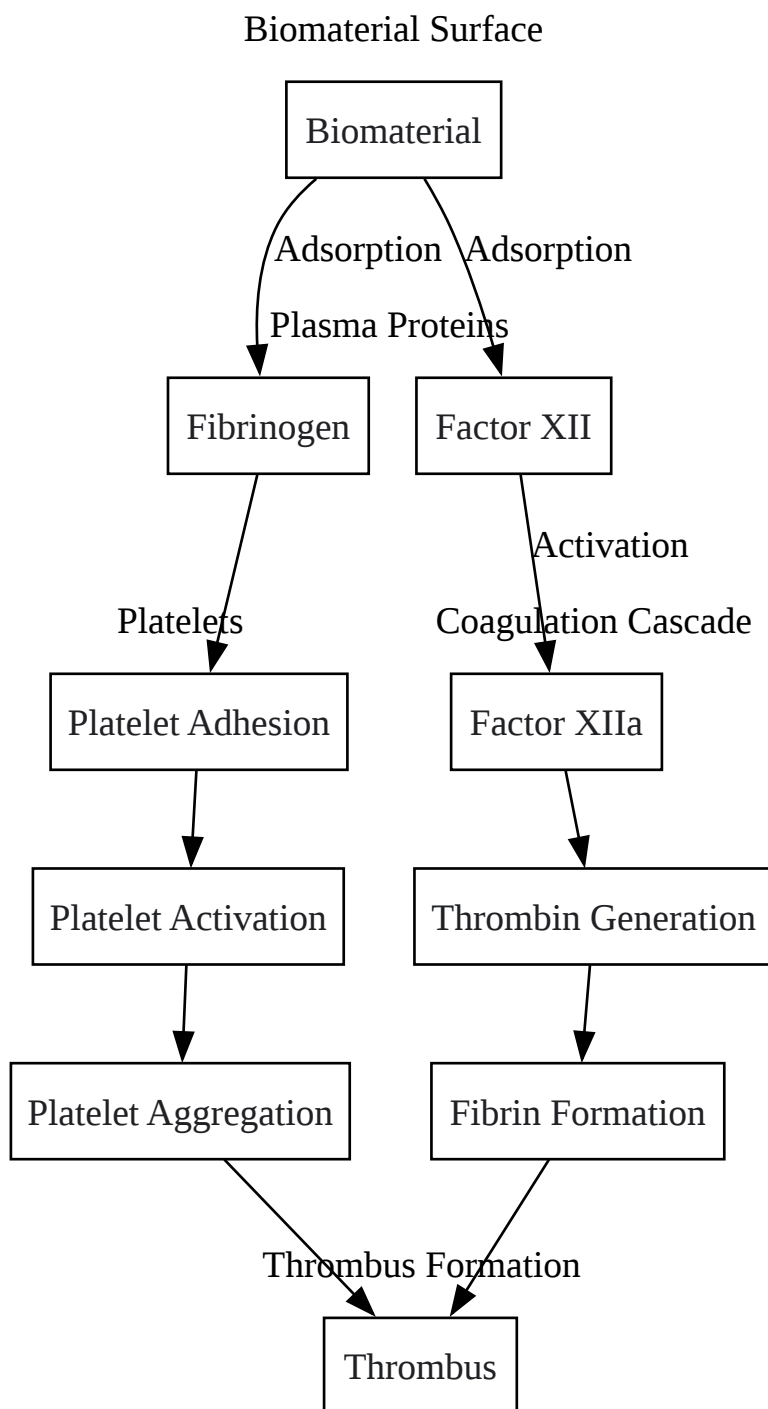 Biomaterial Surface
Biomaterial
Adsorption Adsorption
Plasma Proteins
Fibrinogen Factor XII
Activation
Platelets Coagulation Cascade
Platelet Adhesion Factor XIIa
Platelet Activation Thrombin Generation
Platelet Aggregation Fibrin Formation
Thrombus Formation
Thrombus